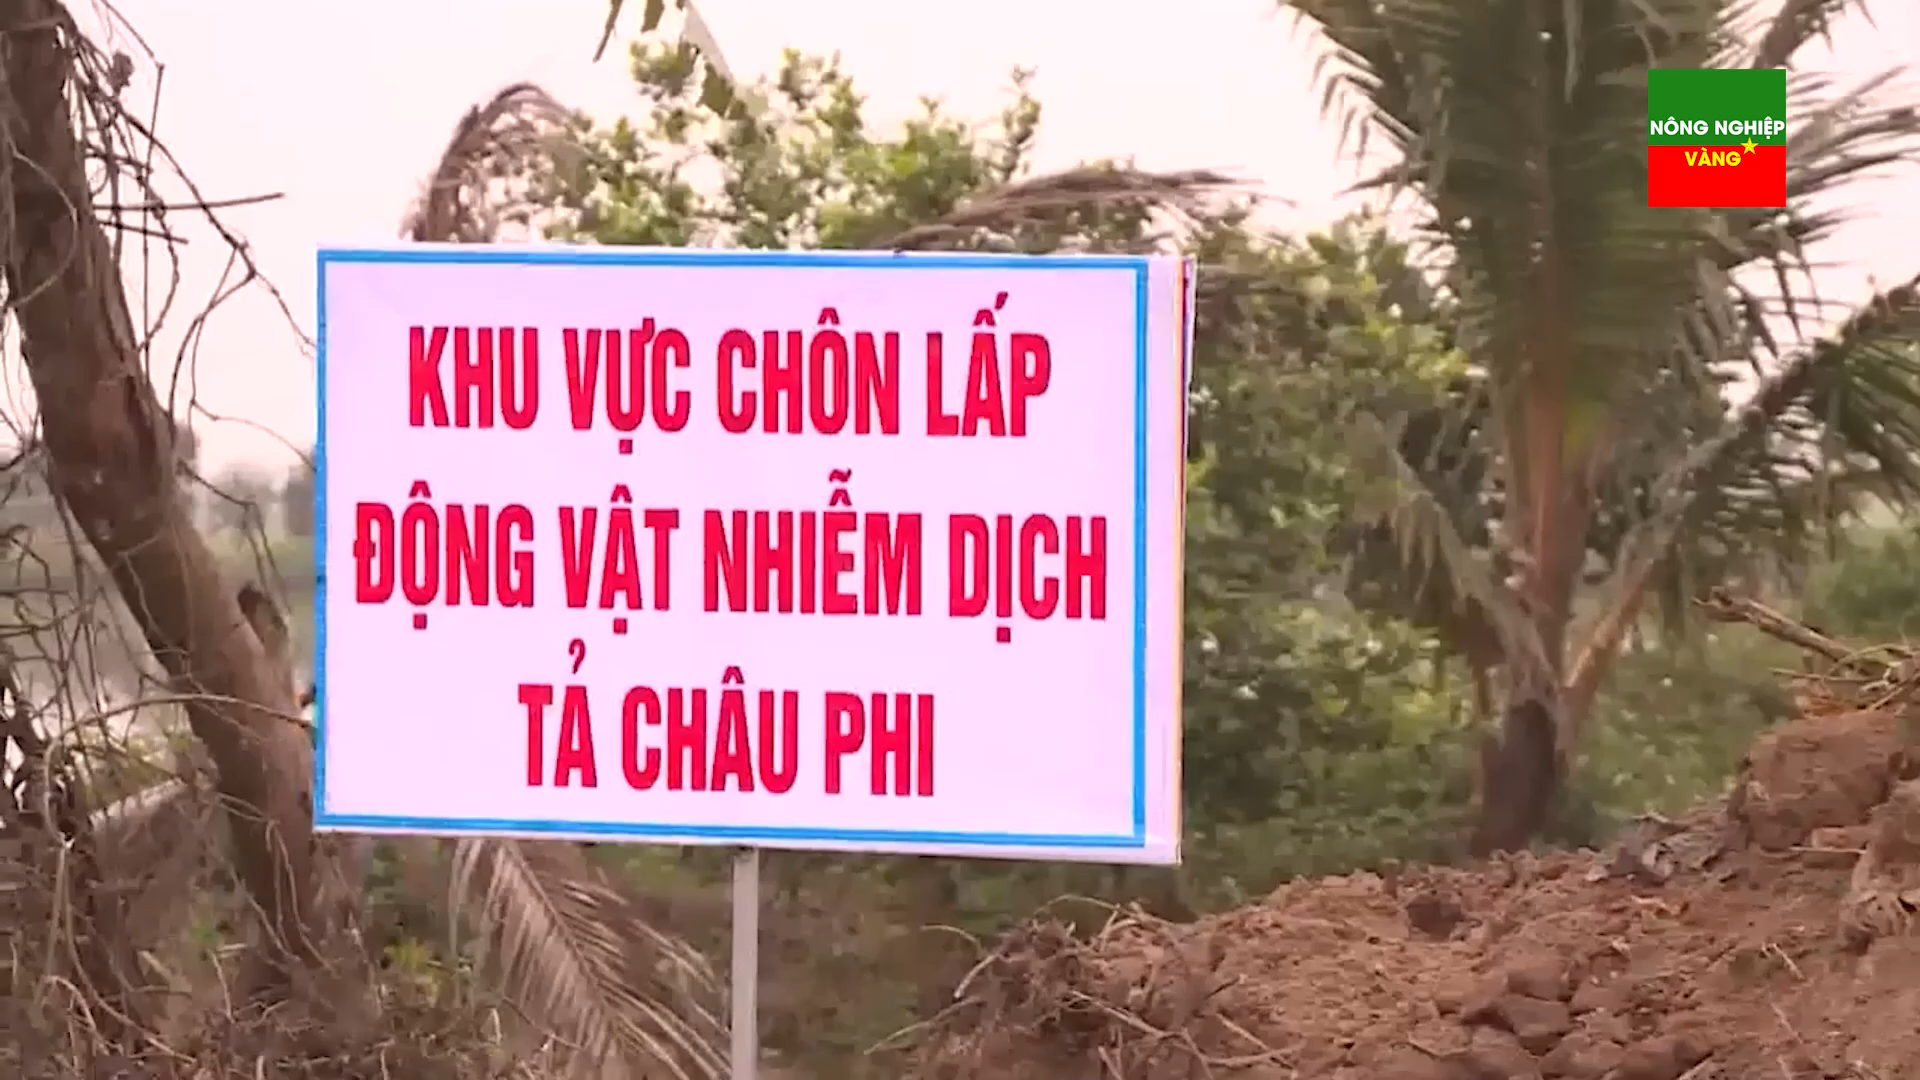 NÔNG NGHIỆP
VÀNG
KHU VỰC CHÔN LẤP
ĐỘNG VẬT NHIỄM DỊCH
TẢ CHÂU PHI